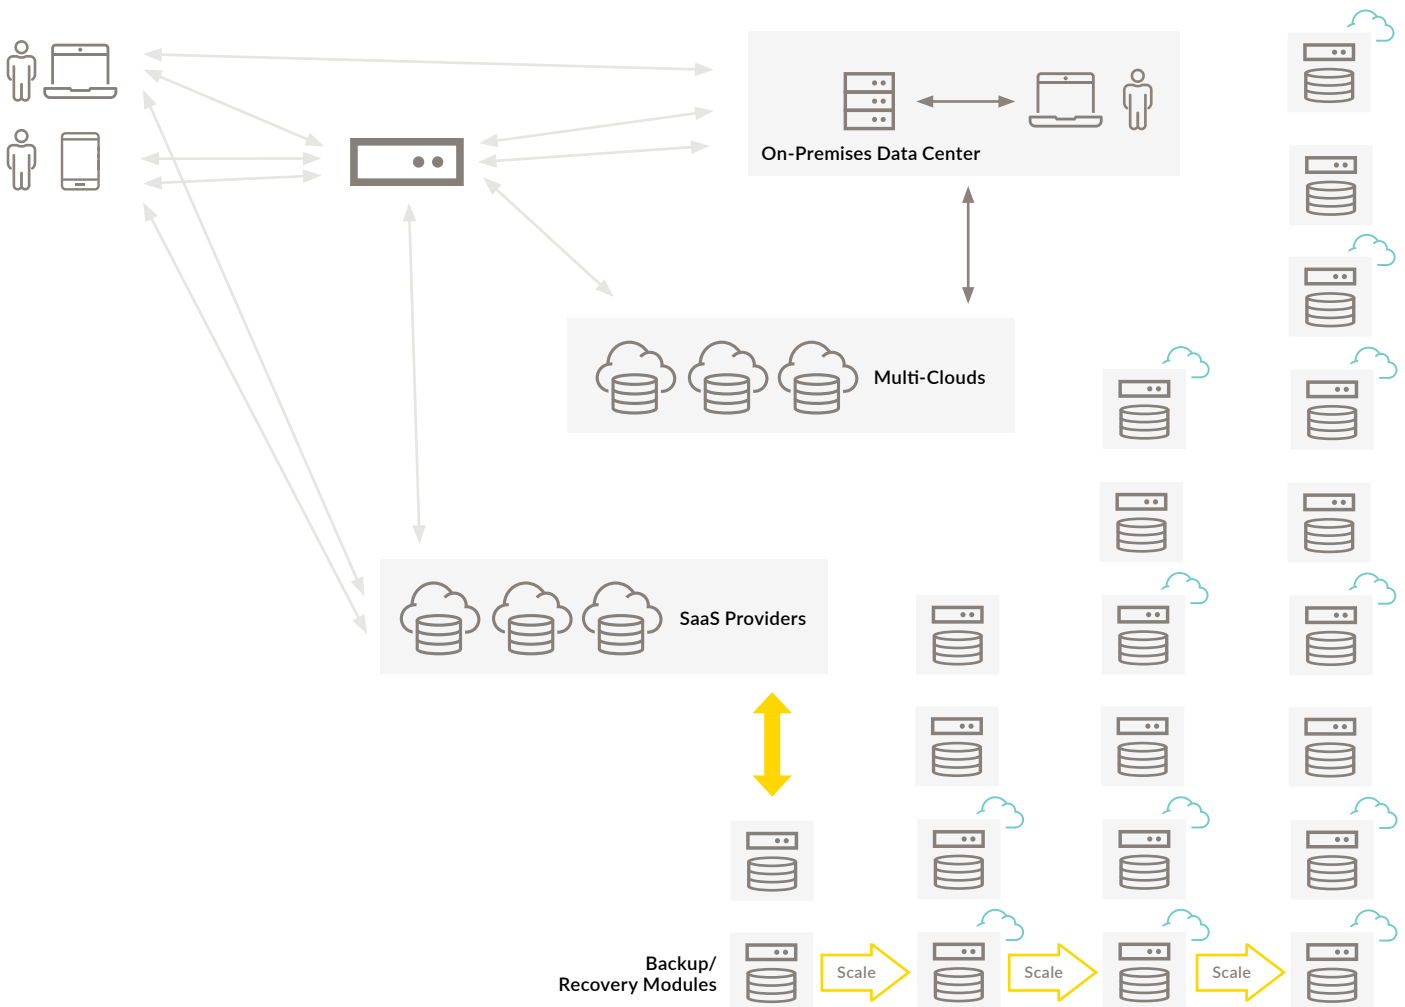 On-Premises Data Center
Multi-Clouds
SaaS Providers
Backup/
Recovery Modules
Scale
Scale
Scale